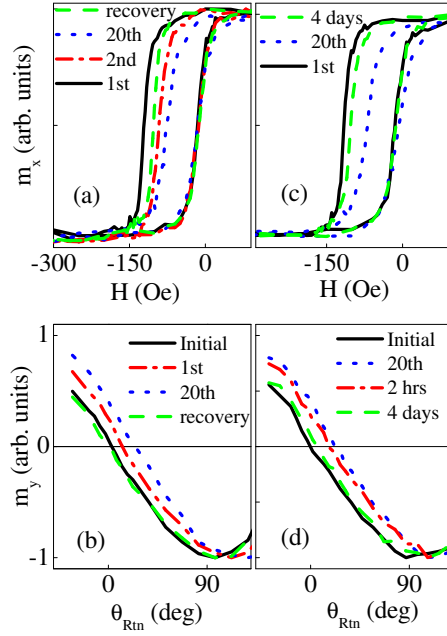 recovery
20th
2nd
1st
(a)
m_x (arb. units)
-300
-150
0
H (Oe)
4 days
20th
1st
(c)
-150
0
H (Oe)
Initial
1st
20th
recovery
(b)
m_y (arb. units)
1
0
-1
0
90
θ_Rtn (deg)
Initial
20th
2 hrs
4 days
(d)
0
90
θ_Rtn (deg)